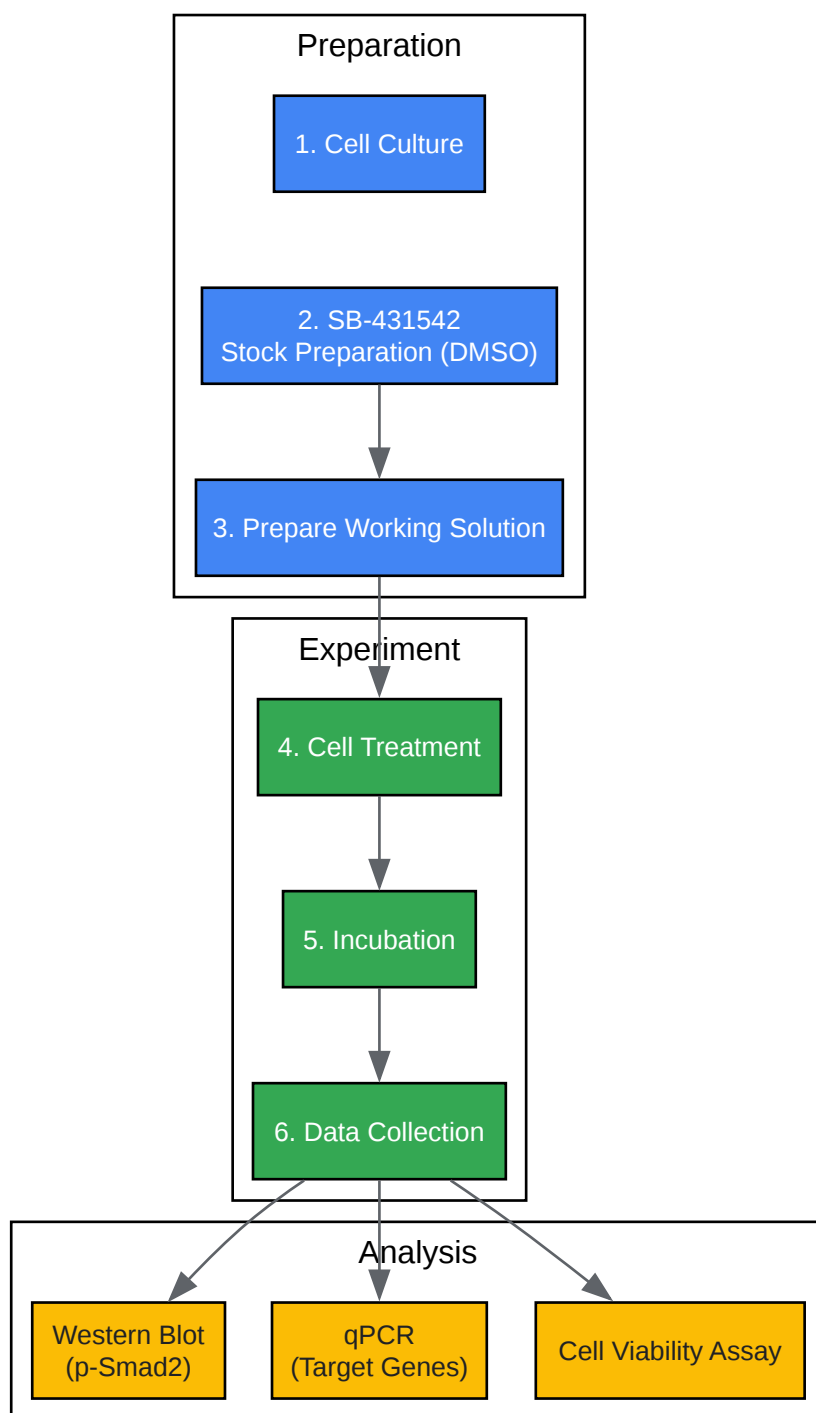 Preparation
1. Cell Culture
2. SB-431542
Stock Preparation (DMSO)
3. Prepare Working Solution
Experiment
4. Cell Treatment
5. Incubation
6. Data Collection
Analysis
Western Blot
(p-Smad2)
qPCR
(Target Genes)
Cell Viability Assay